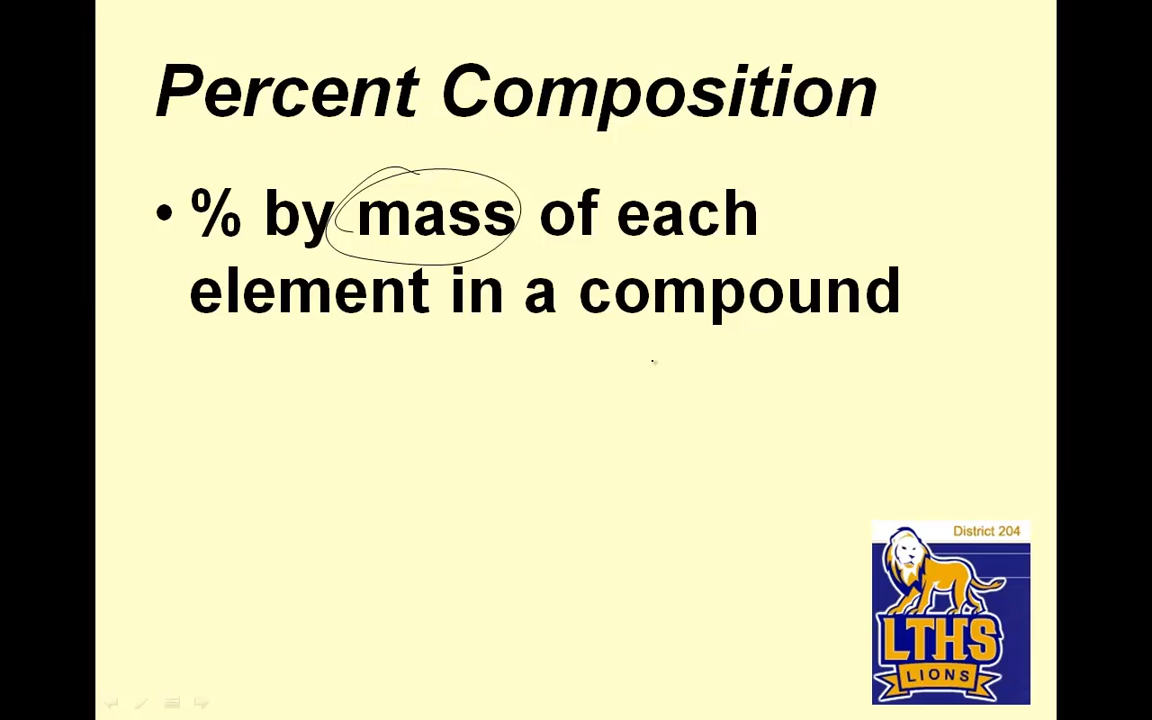 Percent Composition
• % by mass of each
element in a compound
District 204
LTHS
LIONS